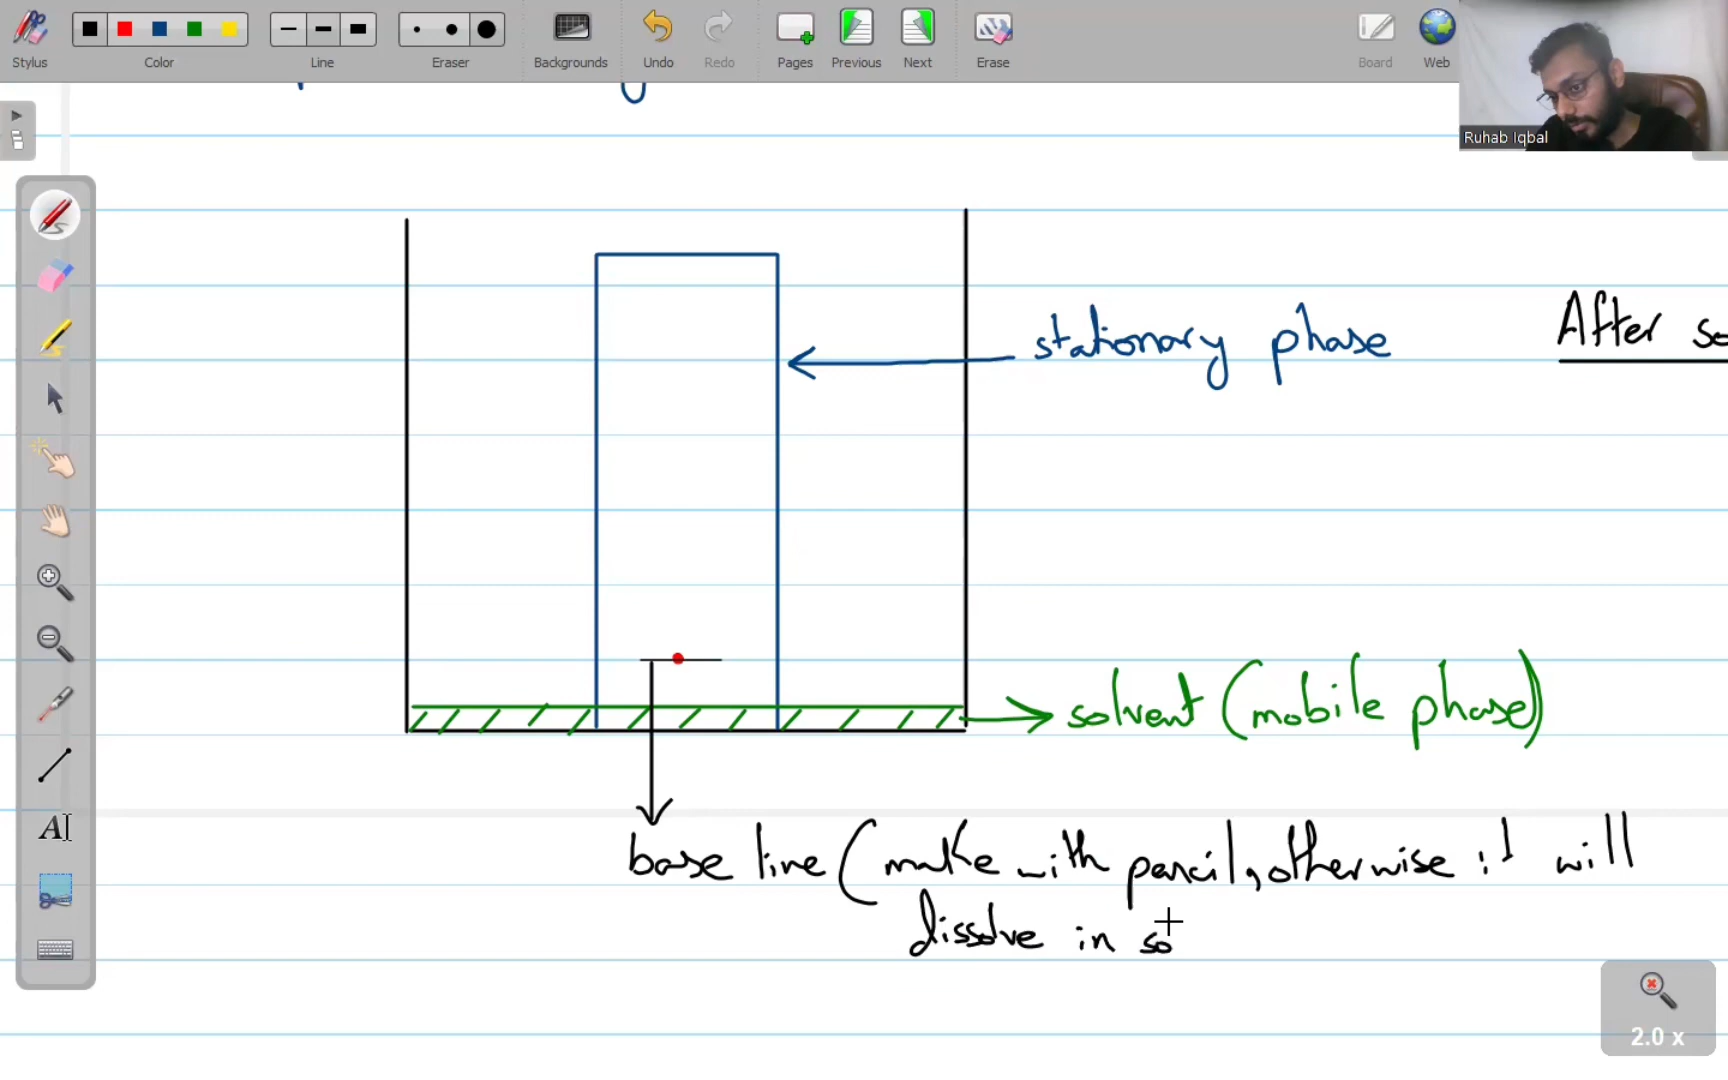 Stylus
Color
Line
Eraser
Backgrounds
Undo
Redo
Pages
Previous
Next
Erase
Board
Web
Ruhab Iqbal
stationary phase
After so
solvent (mobile phase)
base line (make with pencil, otherwise it will
dissolve in so
A
2.0 x